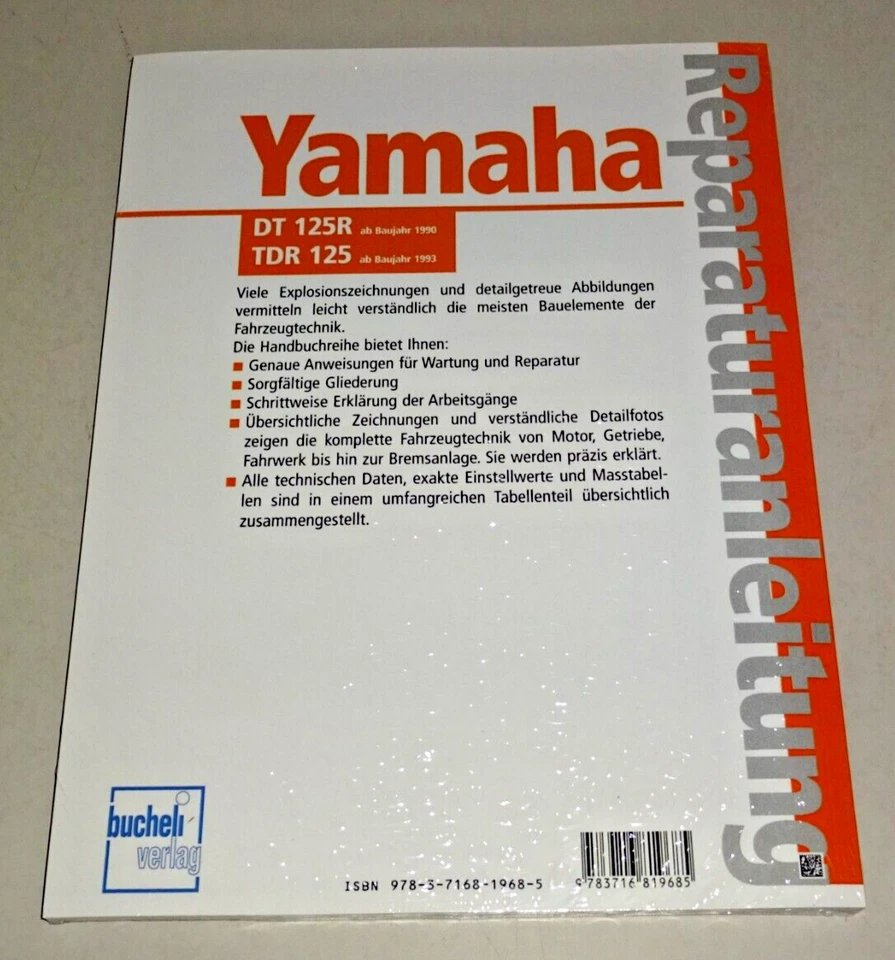 Yamaha
DT 125R ab Baujahr 1990
TDR 125 ab Baujahr 1993
Viele Explosionszeichnungen und detailgetreue Abbildungen
vermitteln leicht verständlich die meisten Bauelemente der
Fahrzeugtechnik.
Die Handbuchreihe bietet Ihnen:
Genaue Anweisungen für Wartung und Reparatur
Sorgfältige Gliederung
Schrittweise Erklärung der Arbeitsgänge
Übersichtliche Zeichnungen und verständliche Detailfotos
zeigen die komplette Fahrzeugtechnik von Motor, Getriebe,
Fahrwerk bis hin zur Bremsanlage. Sie werden präzis erklärt.
Alle technischen Daten, exakte Einstellwerte und Masstabel-
len sind in einem umfangreichen Tabellenteil übersichtlich
zusammengestellt.
Reparaturanleitung
bucheli
verlag
ISBN 978-3-7168-1968-5
9 783716 819685